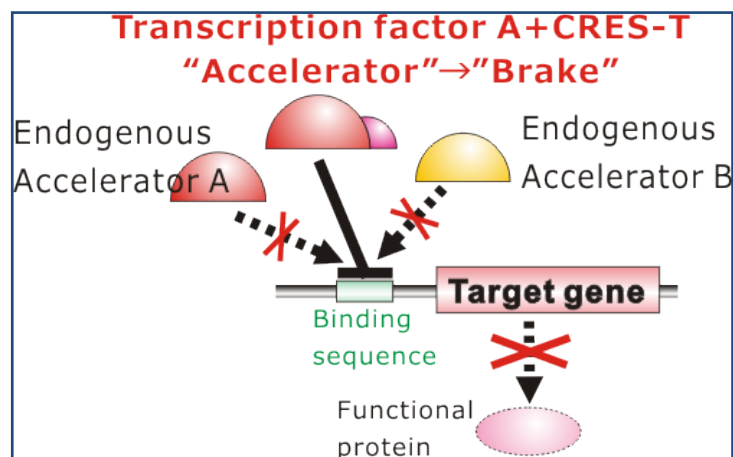 Transcription factor A+CRES-T
“Accelerator”→”Brake”
Endogenous
Accelerator A
Endogenous
Accelerator B
Target gene
Binding
sequence
Functional
protein